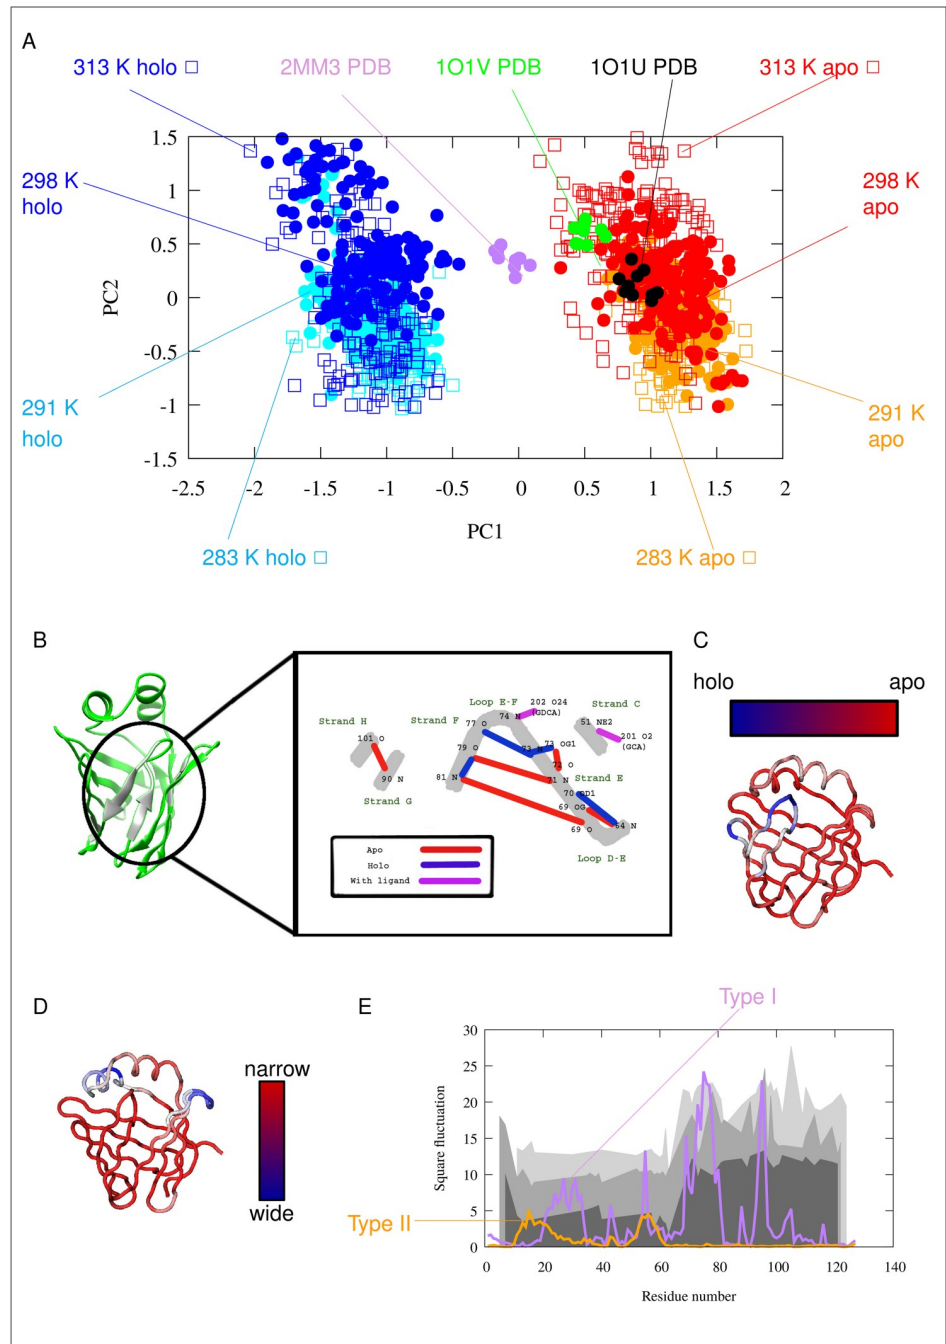 A
313 K holo □
2MM3 PDB
1O1V PDB
1O1U PDB
313 K apo □
298 K
holo
298 K
apo
291 K
holo
291 K
apo
283 K holo □
283 K apo □
PC2
1.5
1
0.5
0
-0.5
-1
-1.5
-2.5 -2 -1.5 -1 -0.5 0 0.5 1 1.5 2
PC1
B
Strand H
101 O
90 N
Strand G
Strand F
Loop E-F
77 O
74 N
202 O24
(GDCA)
79 O
81 N
73 N
73
OG1
71 O
71 N
Strand C
51 NE2
201 O2
(GCA)
Strand E
70 OD1
69 OG
69 O
64 N
Loop D-E
Apo
Holo
With ligand
C
holo apo
D
narrow
wide
E
Type I
Type II
Square fluctuation
30
25
20
15
10
5
0
0 20 40 60 80 100 120 140
Residue number